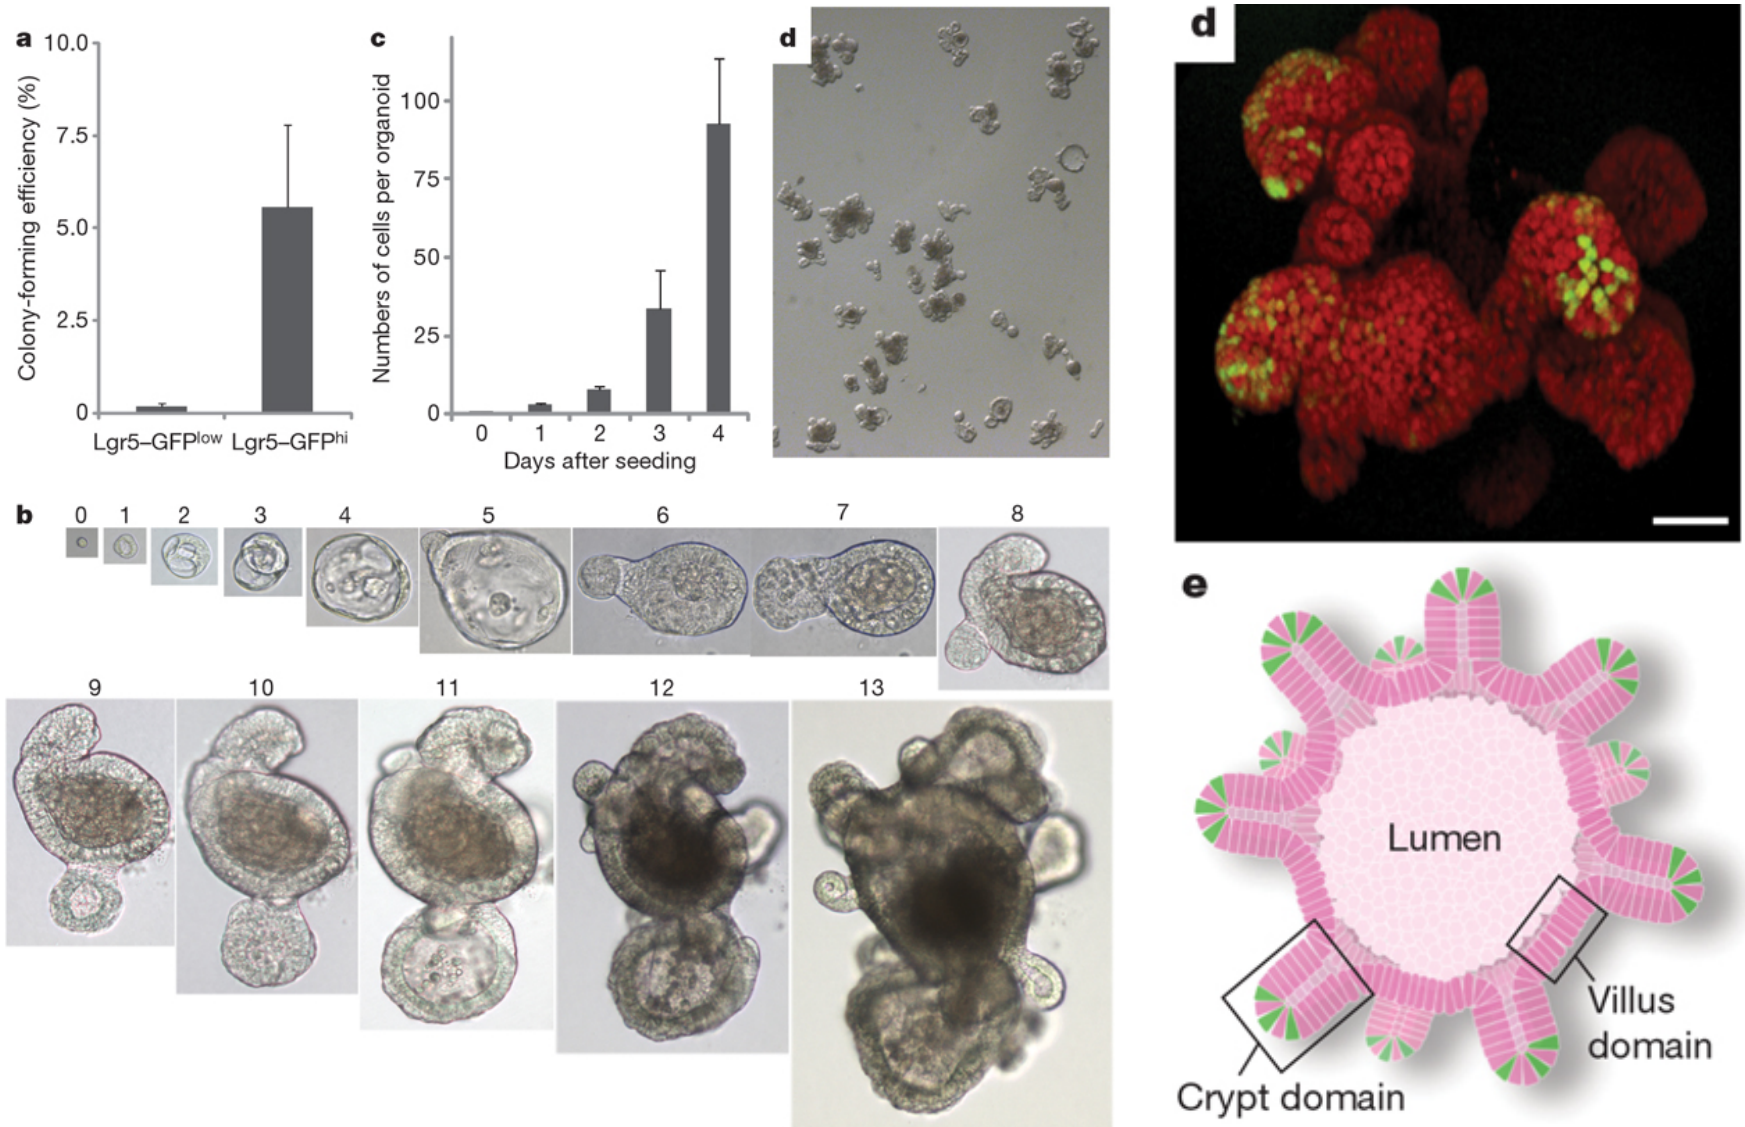 a
10.0
7.5
5.0
2.5
0
Colony-forming efficiency (%)
Lgr5–GFPlow Lgr5–GFPhi
c
100
75
50
25
0
Numbers of cells per organoid
0 1 2 3 4
Days after seeding
d
b
0 1 2 3 4 5 6 7 8
9 10 11 12 13
d
e
Lumen
Villus
domain
Crypt domain